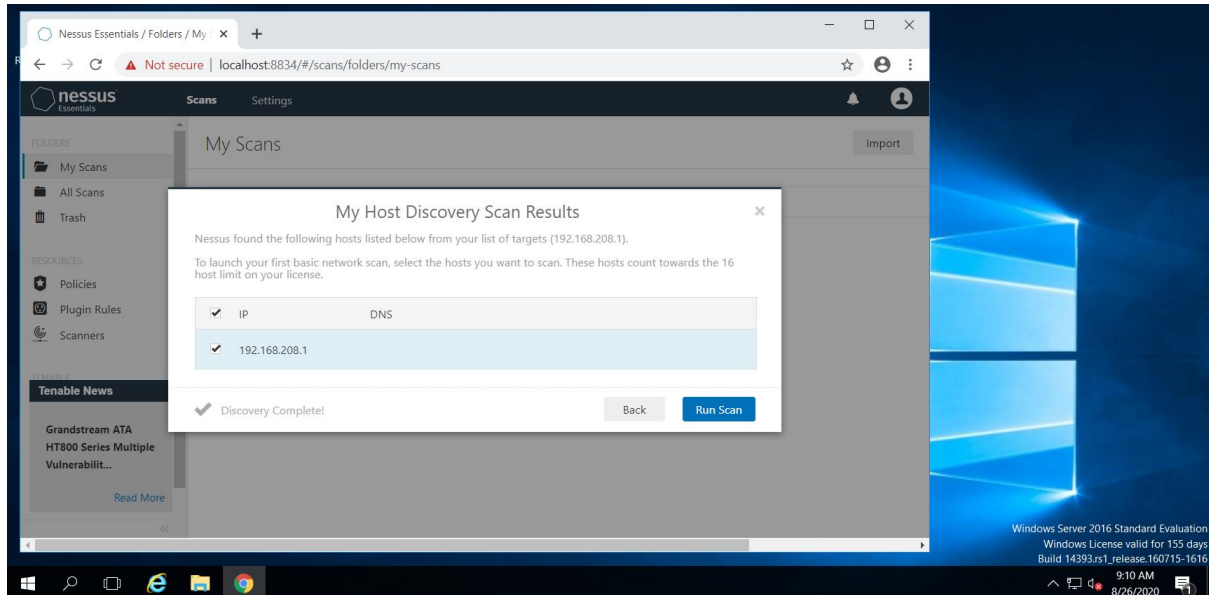 Nessus Essentials / Folders / My
Not secure | localhost:8834/#/scans/folders/my-scans
nessus
Essentials
Scans
Settings
FOLDERS
My Scans
All Scans
Trash
RESOURCES
Policies
Plugin Rules
Scanners
TENABLE
Tenable News
Grandstream ATA
HT800 Series Multiple
Vulnerabilit...
Read More
My Scans
Import
My Host Discovery Scan Results
Nessus found the following hosts listed below from your list of targets (192.168.208.1).
To launch your first basic network scan, select the hosts you want to scan. These hosts count towards the 16
host limit on your license.
IP DNS
192.168.208.1
Discovery Complete!
Back
Run Scan
Windows Server 2016 Standard Evaluation
Windows License valid for 155 days
Build 14393.rs1_release.160715-1616
9:10 AM
8/26/2020
1